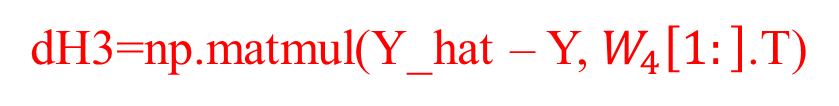 dH3=np.matmul(Y_hat – Y, W₄[1:].T)